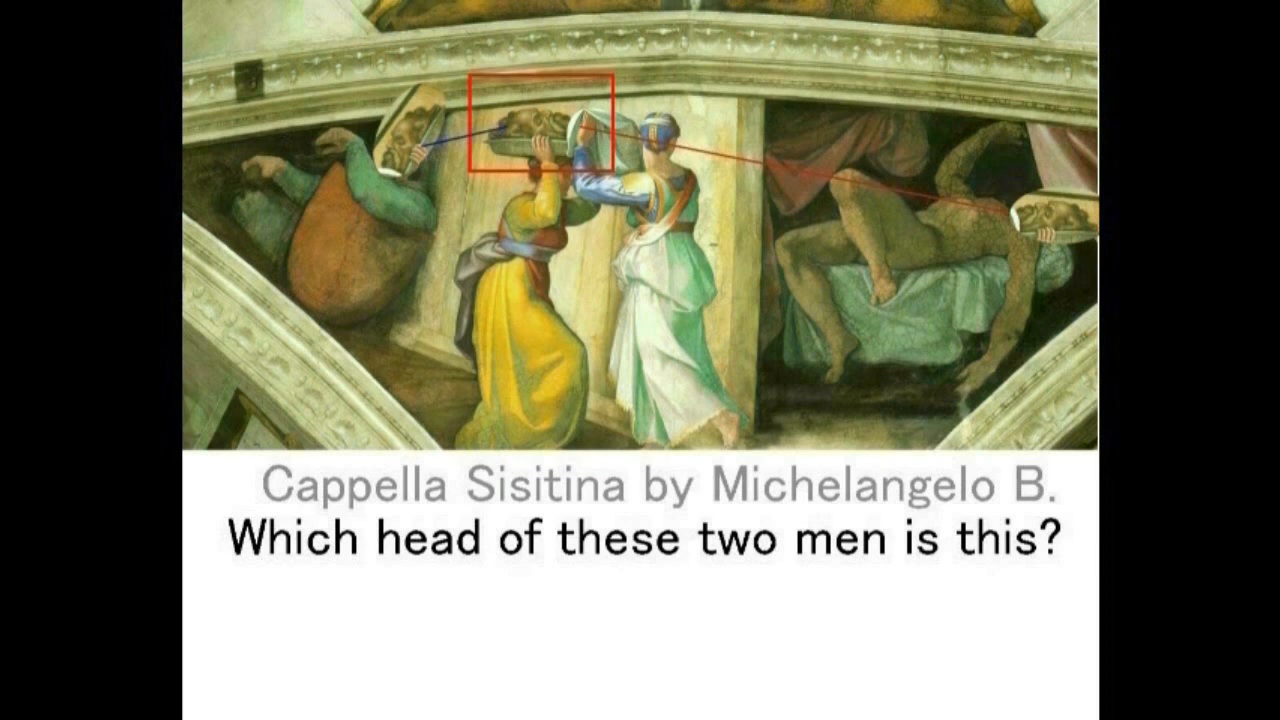 Cappella Sisitina by Michelangelo B.
Which head of these two men is this?